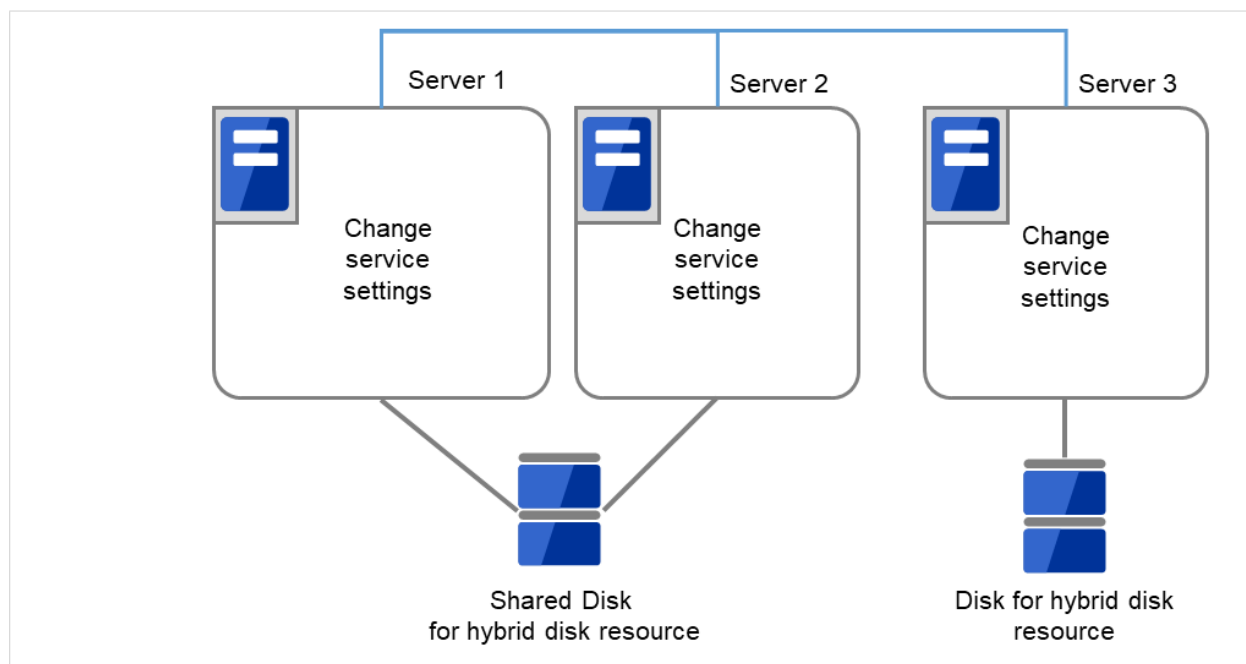 Server 1
Server 2
Server 3
Change
service
settings
Change
service
settings
Change
service
settings
Shared Disk
for hybrid disk resource
Disk for hybrid disk
resource